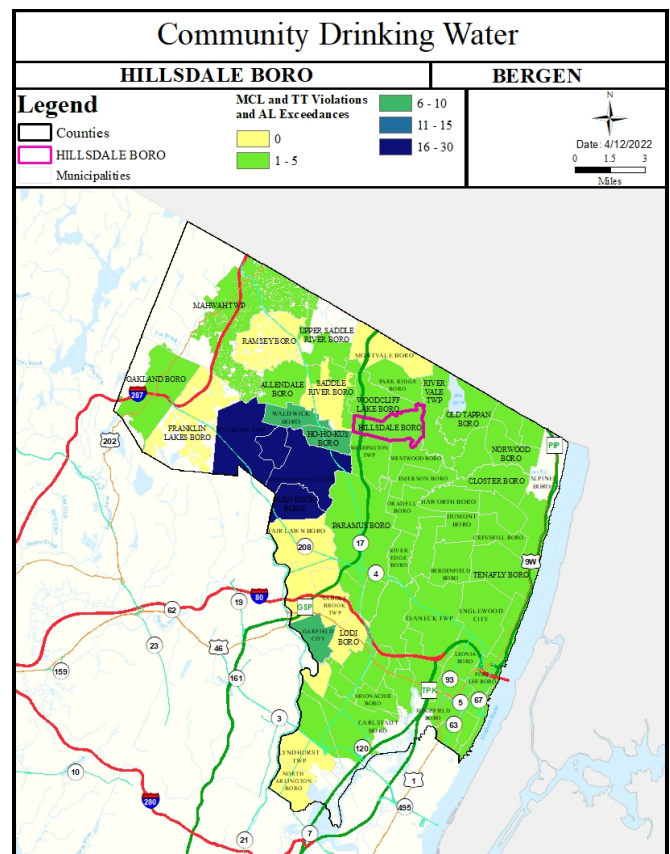 Community Drinking Water
HILLSDALE BORO
BERGEN
Legend
Counties
HILLSDALE BORO
Municipalities
MCL and TT Violations
and AL Exceedances
0
1 - 5
6 - 10
11 - 15
16 - 30
N
Date: 4/12/2022
0 1.5 3
Miles
MAHWAH TWP
RAMSEY BORO
UPPER SADDLE
RIVER BORO
MONTVALE BORO
OAKLAND BORO
ALLENDALE
BORO
SADDLE
RIVER BORO
PARK RIDGE
BORO
RIVER
VALE
TWP
WOODCLIFF
LAKE BORO
287
OLD TAPPAN
BORO
WALDWICK
BORO
HILLSDALE BORO
FRANKLIN
LAKES BORO
HO-HO-KUS
BORO
202
WASHINGTON
TWP
WESTWOOD BORO
NORWOOD
BORO
PIP
EMERSON BORO
CLOSTER BORO
ALPINE
BORO
GLEN ROCK
BORO
ORADELL
BORO
HAWORTH BORO
DUMONT
BORO
PARAMUS BORO
FAIR LAWN BORO
CRESSKILL BORO
208
17
RIVER
EDGE
BORO
9W
4
BERGENFIELD
BORO
TENAFLY BORO
80
19
62
GSP
BROOK
TWP
ENGLEWOOD
CITY
TEANECK TWP
GARFIELD
CITY
LODI
BORO
23
46
LEONIA
BORO
159
161
93
FORT
LEE BORO
TPK
5
67
MOONACHIE
BORO
3
CARLSTADT
BORO
63
120
LYNDHURST
TWP
10
NORTH
ARLINGTON
BORO
1
280
495
21
7